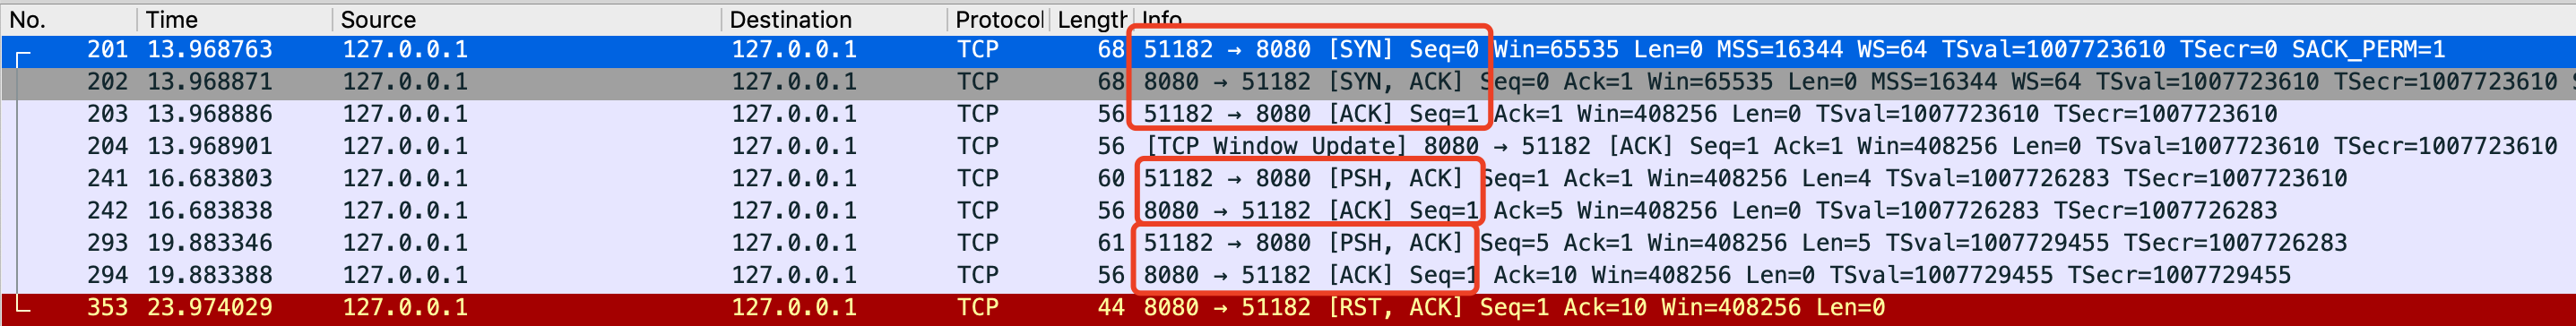 No. Time Source Destination Protocol Length Info
201 13.968763 127.0.0.1 127.0.0.1 TCP 68 51182 → 8080 [SYN] Seq=0 Win=65535 Len=0 MSS=16344 WS=64 TSval=1007723610 TSecr=0 SACK_PERM=1
202 13.968871 127.0.0.1 127.0.0.1 TCP 68 8080 → 51182 [SYN, ACK] Seq=0 Ack=1 Win=65535 Len=0 MSS=16344 WS=64 TSval=1007723610 TSecr=1007723610 S
203 13.968886 127.0.0.1 127.0.0.1 TCP 56 51182 → 8080 [ACK] Seq=1 Ack=1 Win=408256 Len=0 TSval=1007723610 TSecr=1007723610
204 13.968901 127.0.0.1 127.0.0.1 TCP 56 [TCP Window Update] 8080 → 51182 [ACK] Seq=1 Ack=1 Win=408256 Len=0 TSval=1007723610 TSecr=1007723610
241 16.683803 127.0.0.1 127.0.0.1 TCP 60 51182 → 8080 [PSH, ACK] Seq=1 Ack=1 Win=408256 Len=4 TSval=1007726283 TSecr=1007723610
242 16.683838 127.0.0.1 127.0.0.1 TCP 56 8080 → 51182 [ACK] Seq=1 Ack=5 Win=408256 Len=0 TSval=1007726283 TSecr=1007726283
293 19.883346 127.0.0.1 127.0.0.1 TCP 61 51182 → 8080 [PSH, ACK] Seq=5 Ack=1 Win=408256 Len=5 TSval=1007729455 TSecr=1007726283
294 19.883388 127.0.0.1 127.0.0.1 TCP 56 8080 → 51182 [ACK] Seq=1 Ack=10 Win=408256 Len=0 TSval=1007729455 TSecr=1007729455
353 23.974029 127.0.0.1 127.0.0.1 TCP 44 8080 → 51182 [RST, ACK] Seq=1 Ack=10 Win=408256 Len=0